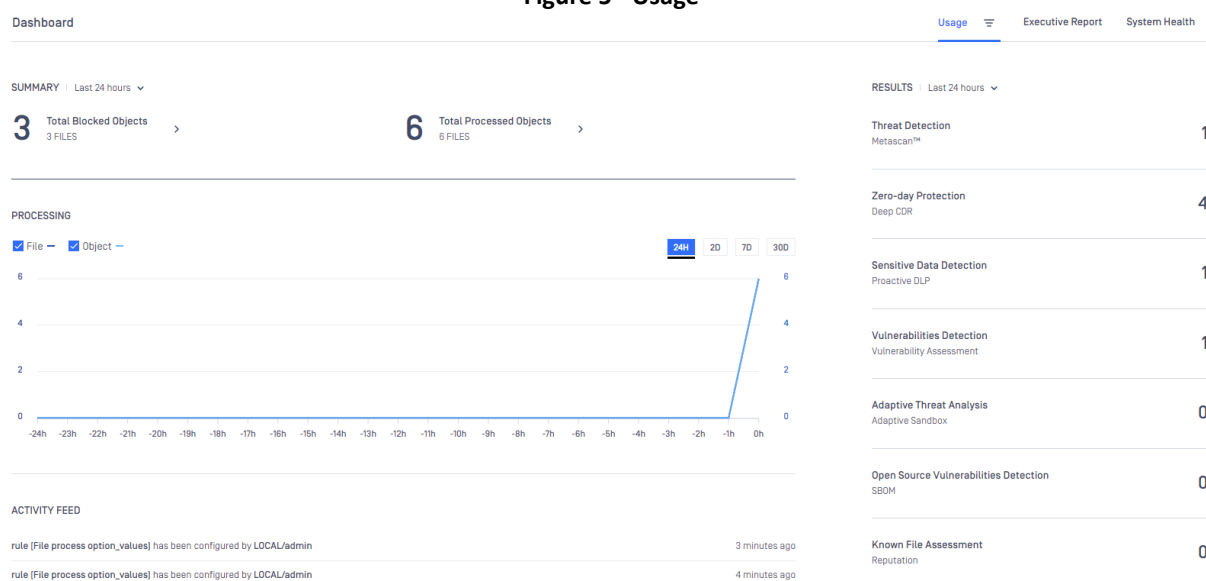 Figure 5 - Usage
Dashboard
Usage
Executive Report
System Health
SUMMARY | Last 24 hours
3 Total Blocked Objects
3 FILES
6 Total Processed Objects
6 FILES
PROCESSING
File
Object
24H 2D 7D 30D
6 6
4 4
2 2
0 0
-24h -23h -22h -21h -20h -19h -18h -17h -16h -15h -14h -13h -12h -11h -10h -9h -8h -7h -6h -5h -4h -3h -2h -1h 0h
ACTIVITY FEED
rule [File process option_values] has been configured by LOCAL/admin 3 minutes ago
rule [File process option_values] has been configured by LOCAL/admin 4 minutes ago
RESULTS | Last 24 hours
Threat Detection 1
Metascan™
Zero-day Protection 4
Deep CDR
Sensitive Data Detection 1
Proactive DLP
Vulnerabilities Detection 1
Vulnerability Assessment
Adaptive Threat Analysis 0
Adaptive Sandbox
Open Source Vulnerabilities Detection 0
SBOM
Known File Assessment 0
Reputation